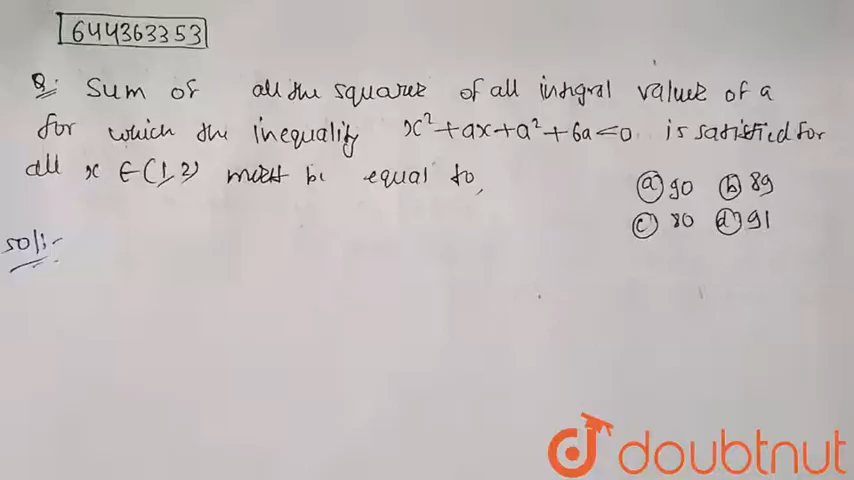 644363353
Q: Sum of all the squares of all integral values of a
for which the inequality x²+ax+a²+6a<0 is satisfied for
all x ∈(1,2) must be equal to,
(a) 90 (b) 89
(c) 80 (d) 91
Sol:-
doubtnut